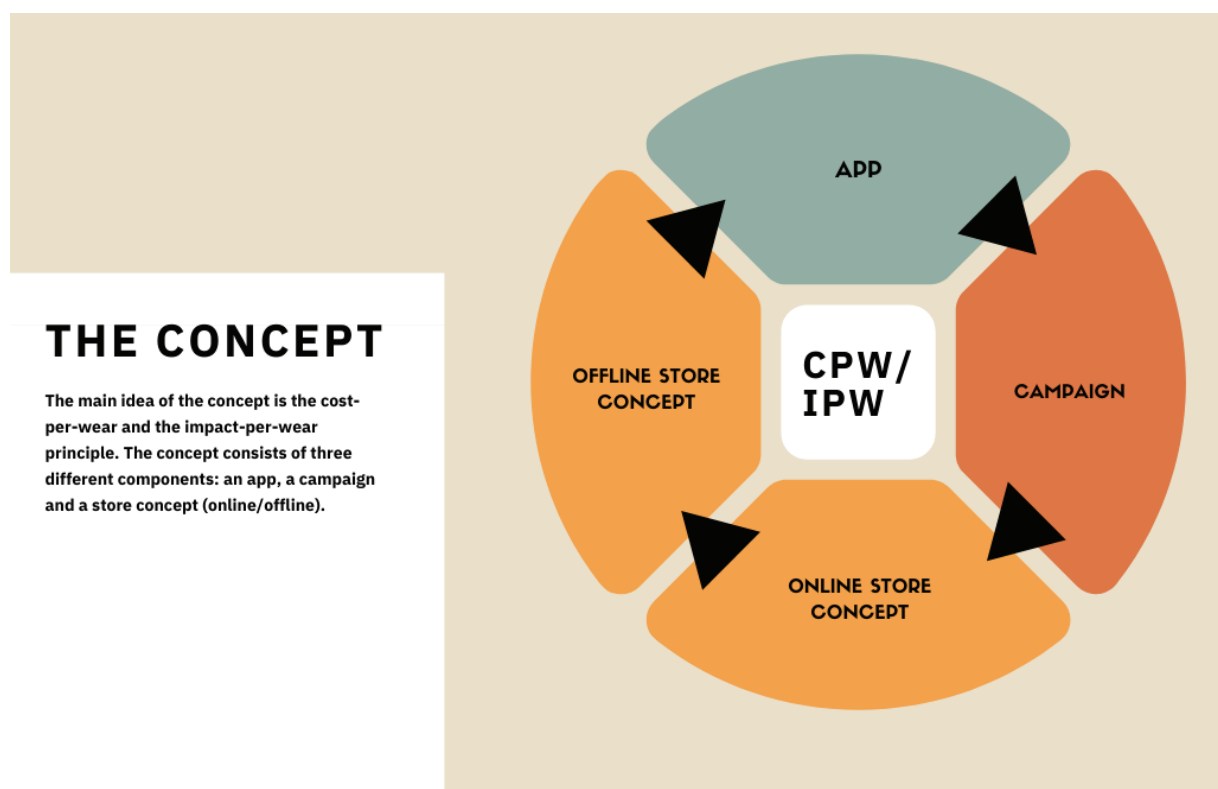 THE CONCEPT
The main idea of the concept is the cost-
per-wear and the impact-per-wear
principle. The concept consists of three
different components: an app, a campaign
and a store concept (online/offline).
APP
OFFLINE STORE
CONCEPT
CPW/
IPW
CAMPAIGN
ONLINE STORE
CONCEPT